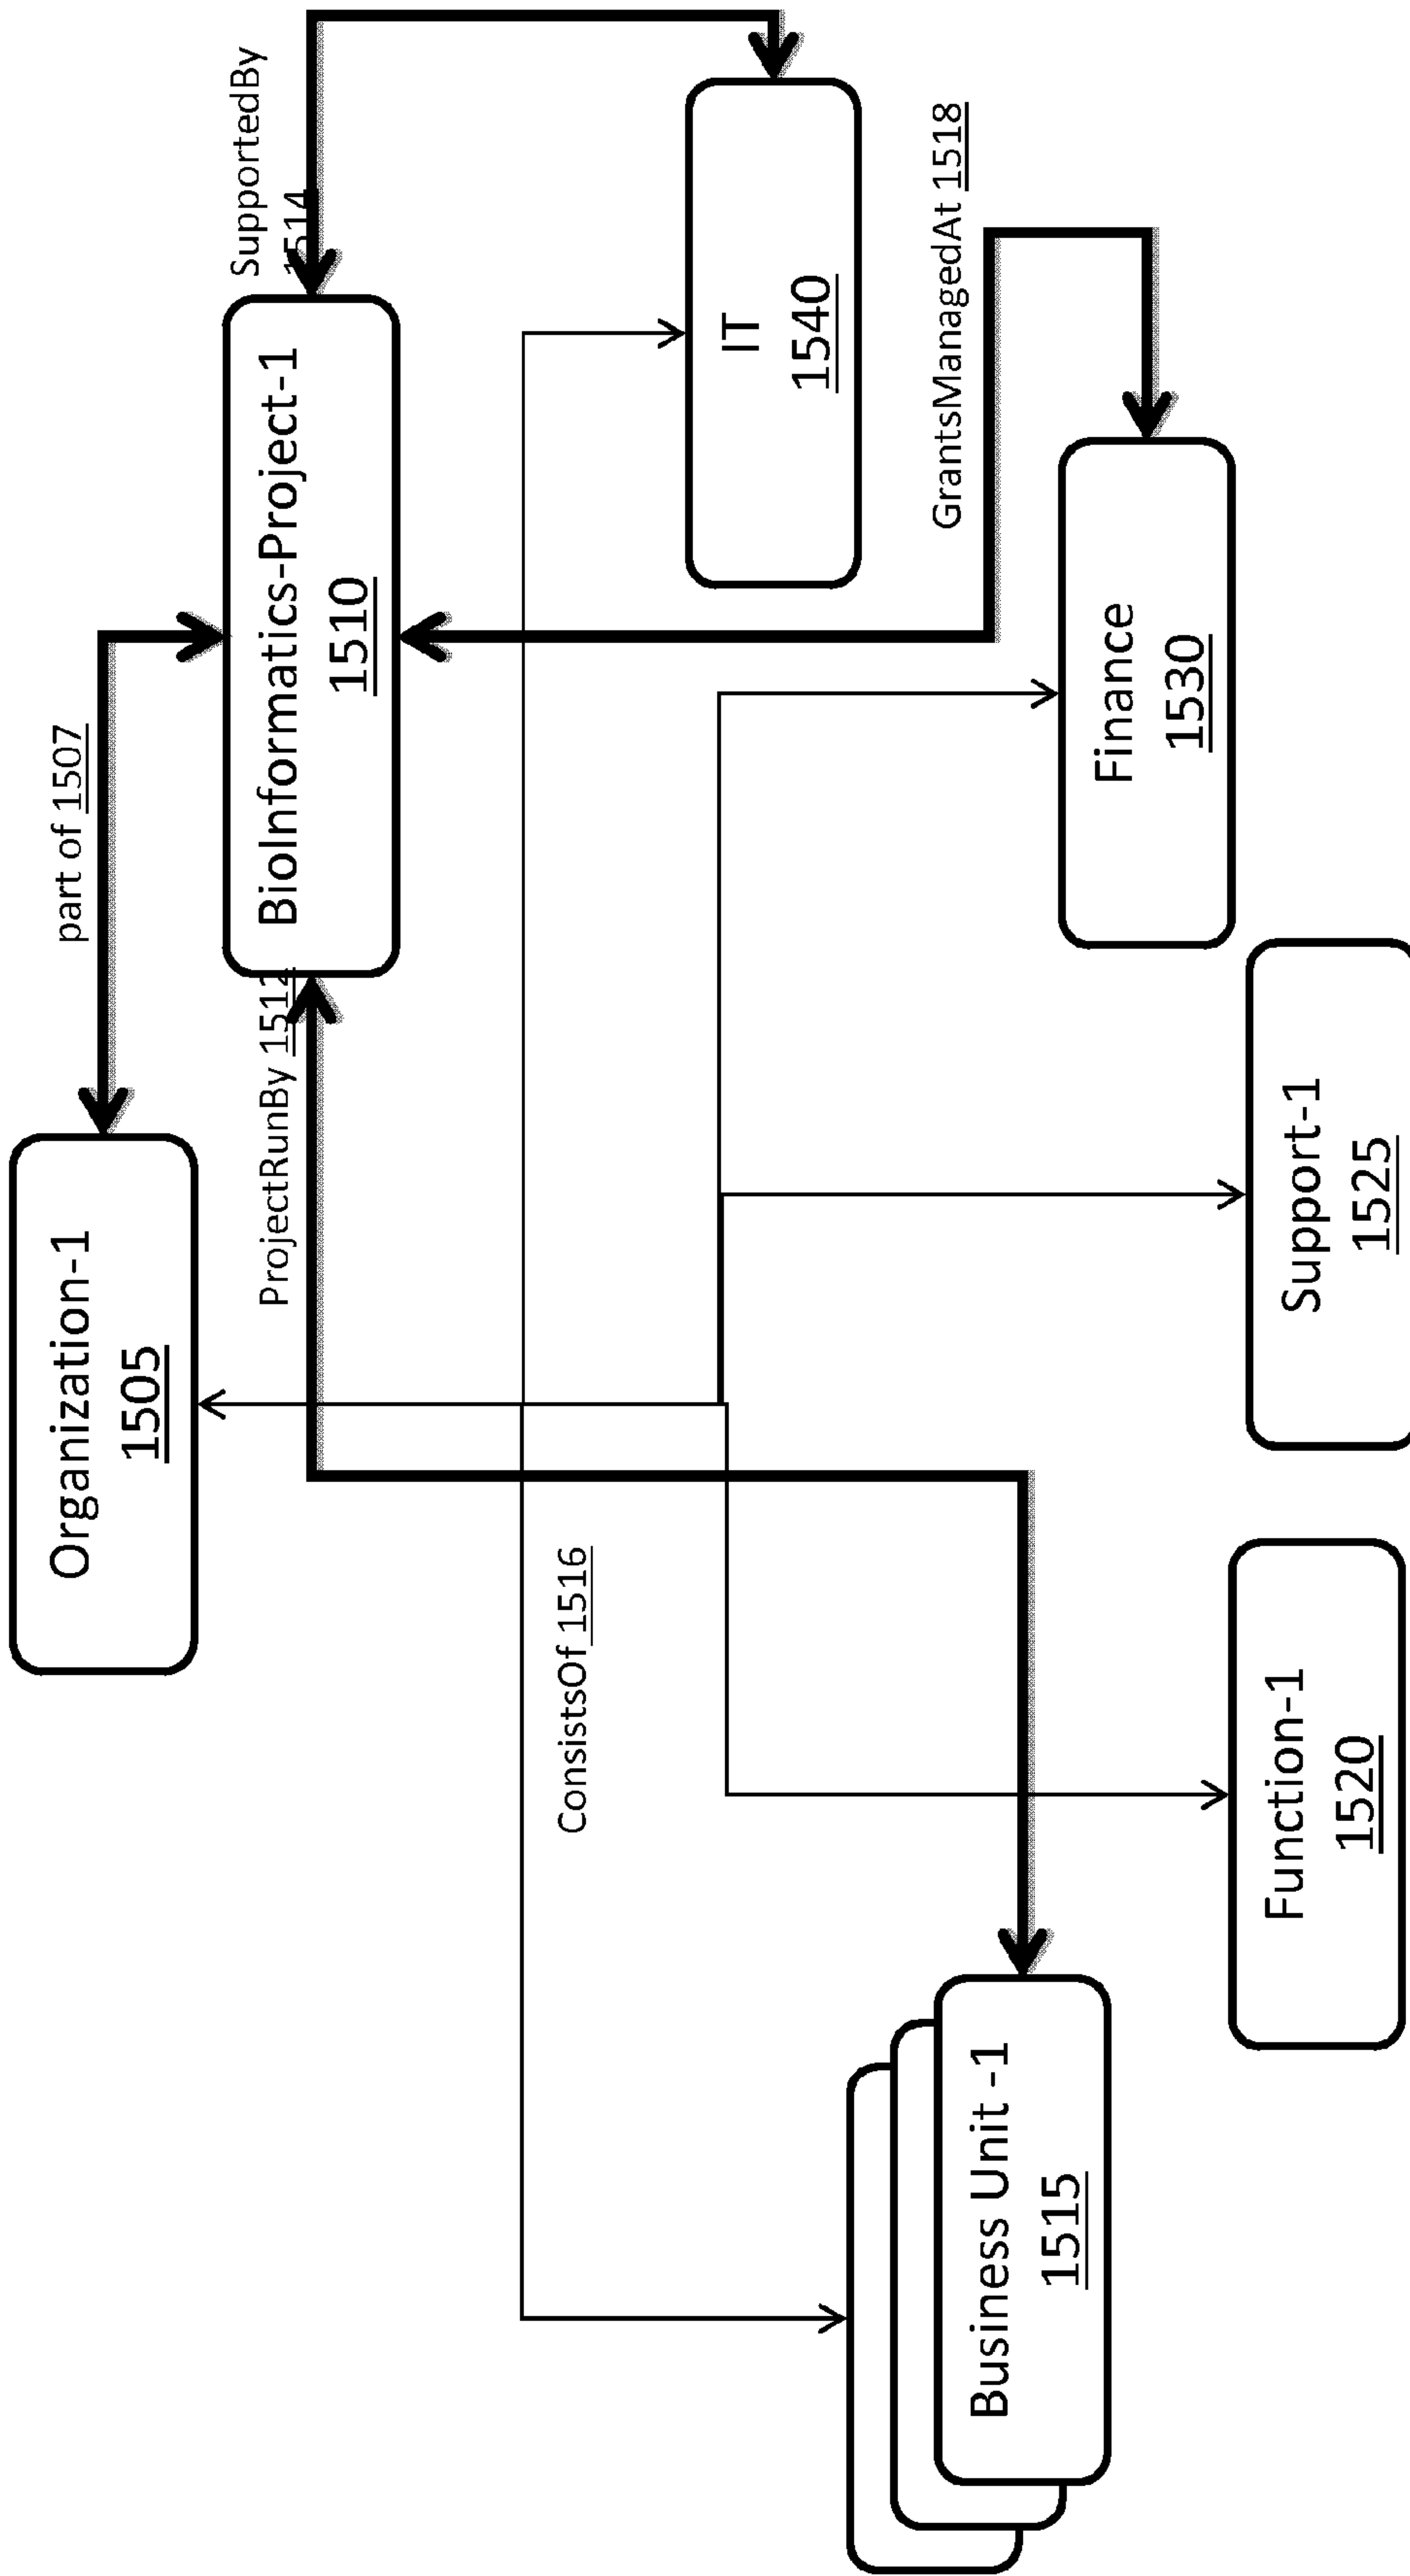 Organization-1
1505
part of 1507
BioInformatics-Project-1
1510
SupportedBy
1514
ProjectRunBy 1512
ConsistsOf 1516
IT
1540
GrantsManagedAt 1518
Business Unit -1
1515
Finance
1530
Function-1
1520
Support-1
1525